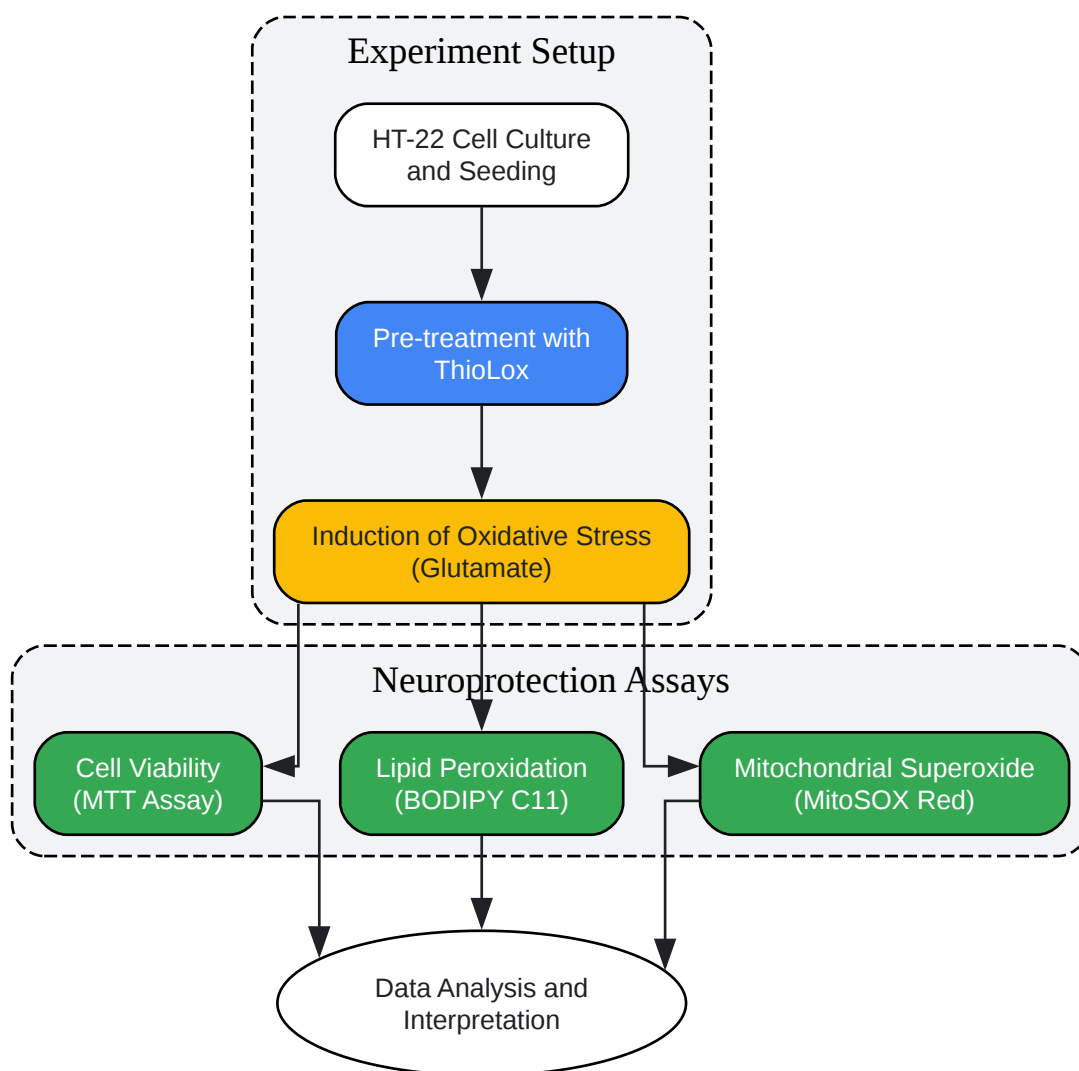 Experiment Setup
HT-22 Cell Culture
and Seeding
Pre-treatment with
ThioLox
Induction of Oxidative Stress
(Glutamate)
Neuroprotection Assays
Cell Viability
(MTT Assay)
Lipid Peroxidation
(BODIPY C11)
Mitochondrial Superoxide
(MitoSOX Red)
Data Analysis and
Interpretation